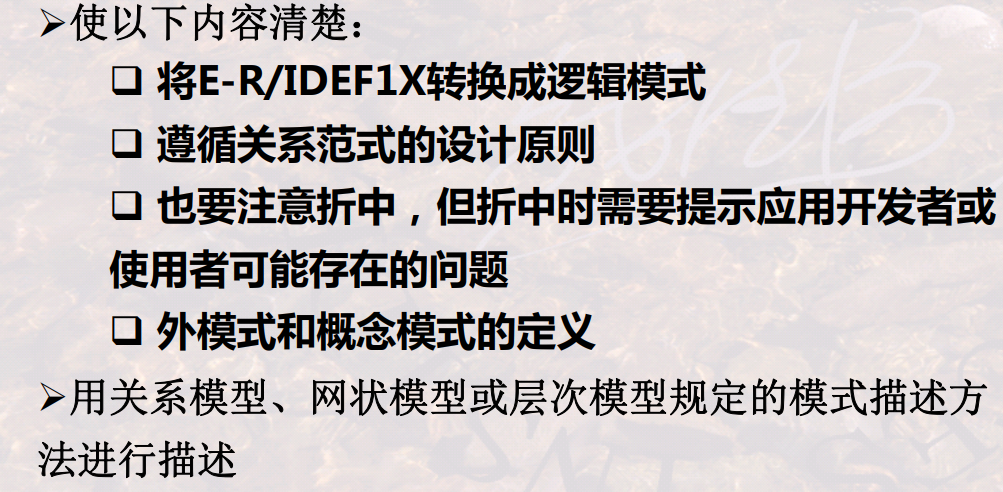 ➢使以下内容清楚：
❑ 将E-R/IDEF1X转换成逻辑模式
❑ 遵循关系范式的设计原则
❑ 也要注意折中，但折中时需要提示应用开发者或
使用者可能存在的问题
❑ 外模式和概念模式的定义
➢用关系模型、网状模型或层次模型规定的模式描述方
法进行描述